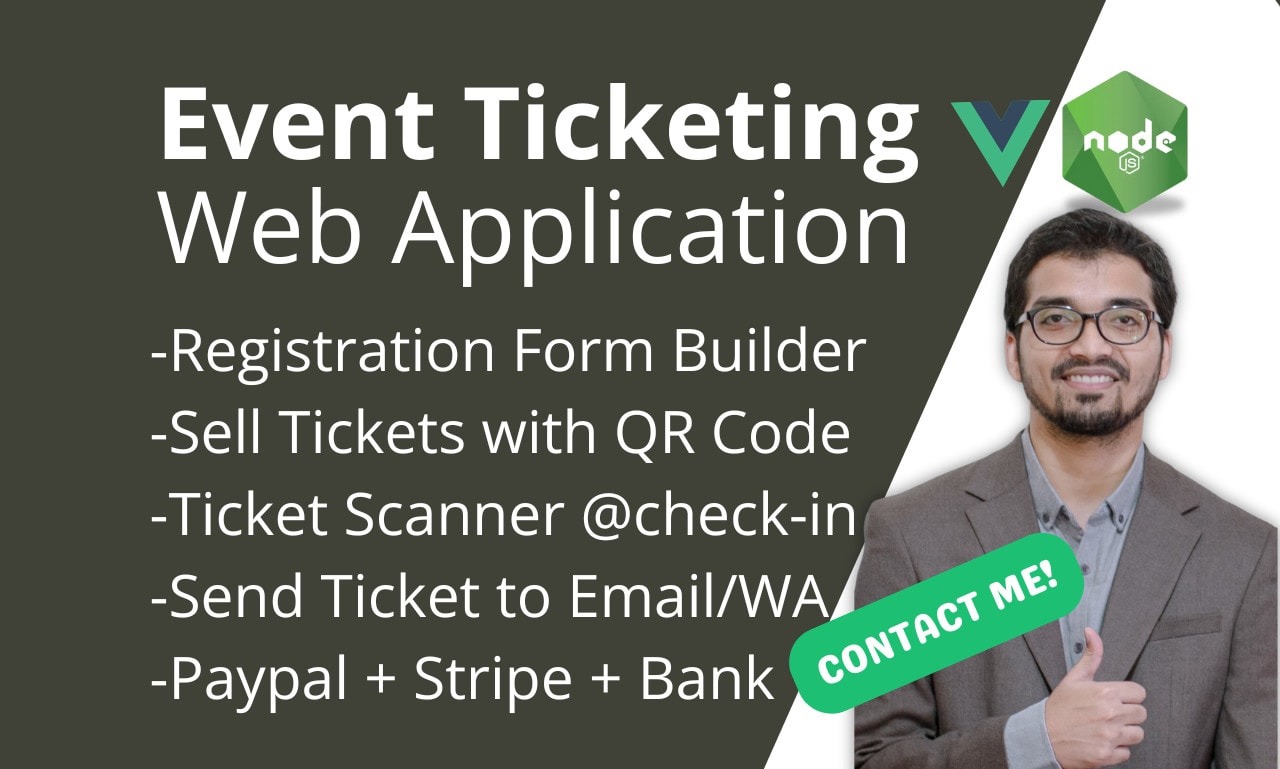 Event Ticketing
Web Application
node
JS
-Registration Form Builder
-Sell Tickets with QR Code
-Ticket Scanner @check-in
-Send Ticket to Email/WA
-Paypal + Stripe + Bank
CONTACT ME!